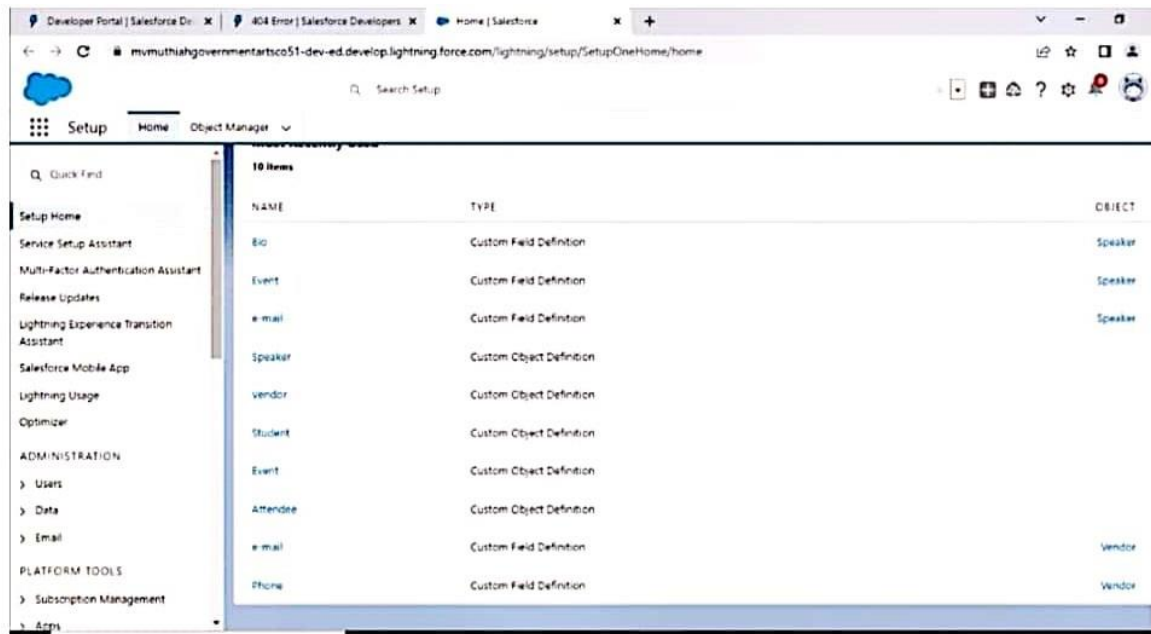 Developer Portal | Salesforce De
404 Error | Salesforce Developers
Home | Salesforce
mvmuthiahgovernmentartsco51-dev-ed.develop.lightning.force.com/lightning/setup/SetupOneHome/home
Search Setup
Setup
Home
Object Manager
Most Recently Used
10 items
Quick Find
Setup Home
Service Setup Assistant
Multi-Factor Authentication Assistant
Release Updates
Lightning Experience Transition
Assistant
Salesforce Mobile App
Lightning Usage
Optimizer
ADMINISTRATION
Users
Data
Email
PLATFORM TOOLS
Subscription Management
Apps
NAME TYPE OBJECT
Bio Custom Field Definition Speaker
Event Custom Field Definition Speaker
e-mail Custom Field Definition Speaker
Speaker Custom Object Definition
vendor Custom Object Definition
Student Custom Object Definition
Event Custom Object Definition
Attendee Custom Object Definition
e-mail Custom Field Definition Vendor
Phone Custom Field Definition Vendor